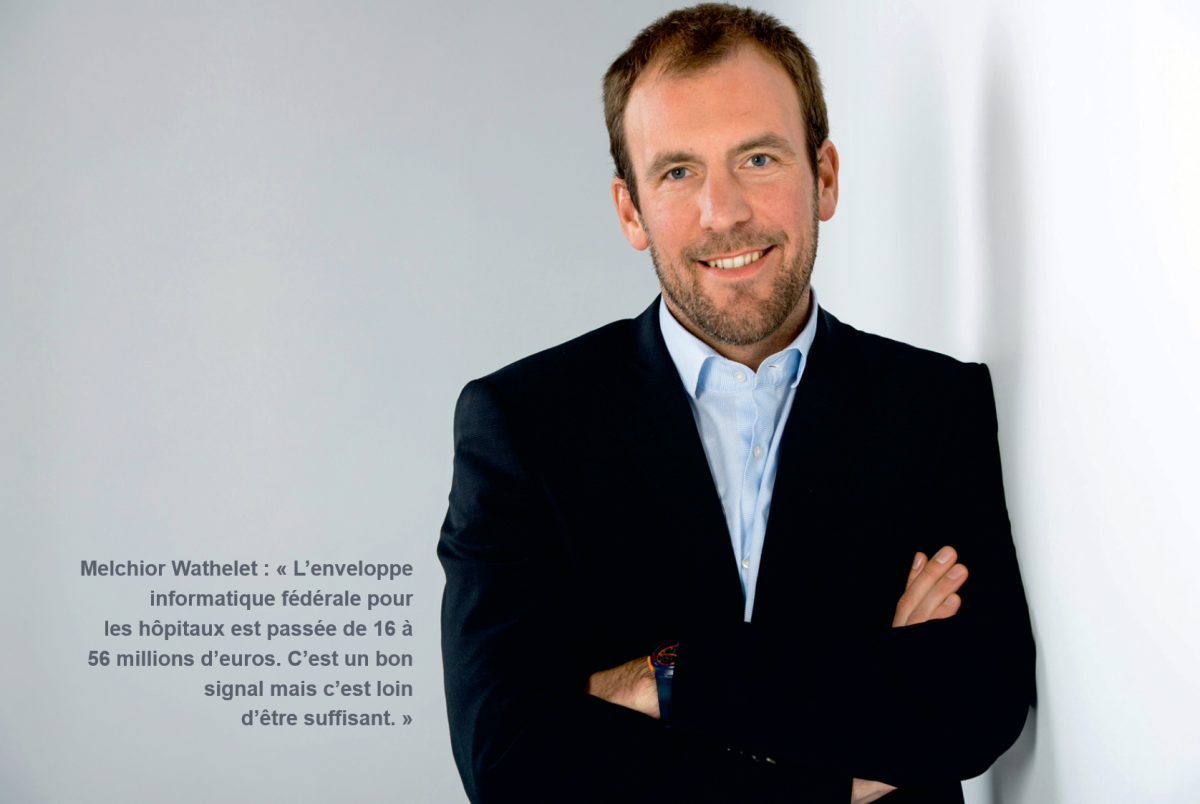 Melchior Wathelet : « L’enveloppe
informatique fédérale pour
les hôpitaux est passée de 16 à
56 millions d’euros. C’est un bon
signal mais c’est loin
d’être suffisant. »